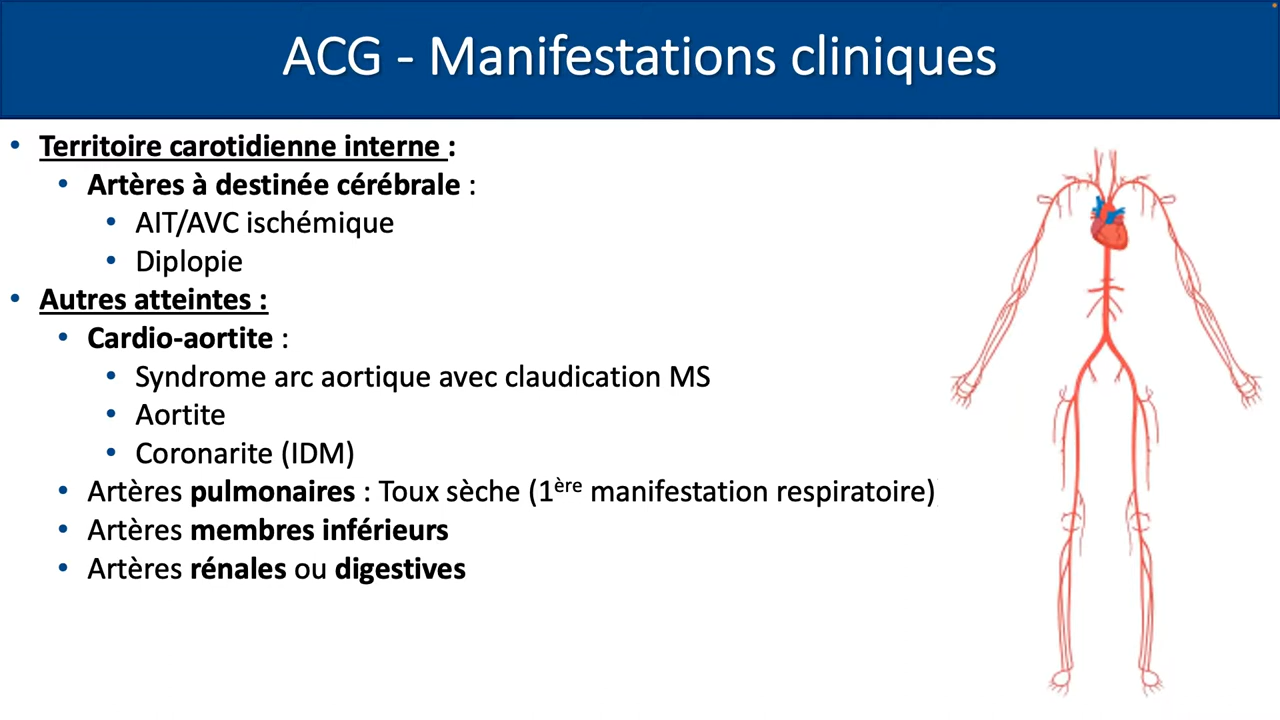 ACG - Manifestations cliniques
• Territoire carotidienne interne :
• Artères à destinée cérébrale :
• AIT/AVC ischémique
• Diplopie
• Autres atteintes :
• Cardio-aortite :
• Syndrome arc aortique avec claudication MS
• Aortite
• Coronarite (IDM)
• Artères pulmonaires : Toux sèche (1ère manifestation respiratoire)
• Artères membres inférieurs
• Artères rénales ou digestives